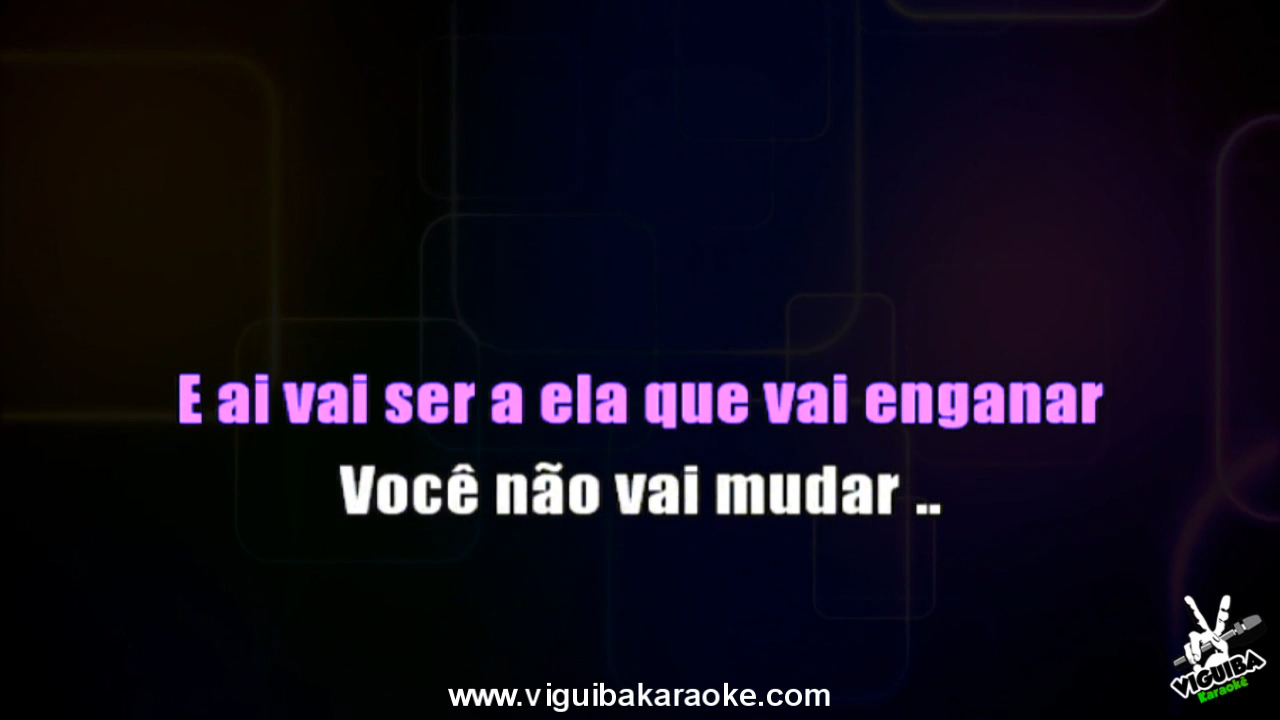 E ai vai ser a ela que vai enganar
Você não vai mudar ..
VIGUIBA
Karaokê
www.viguibakaraoke.com